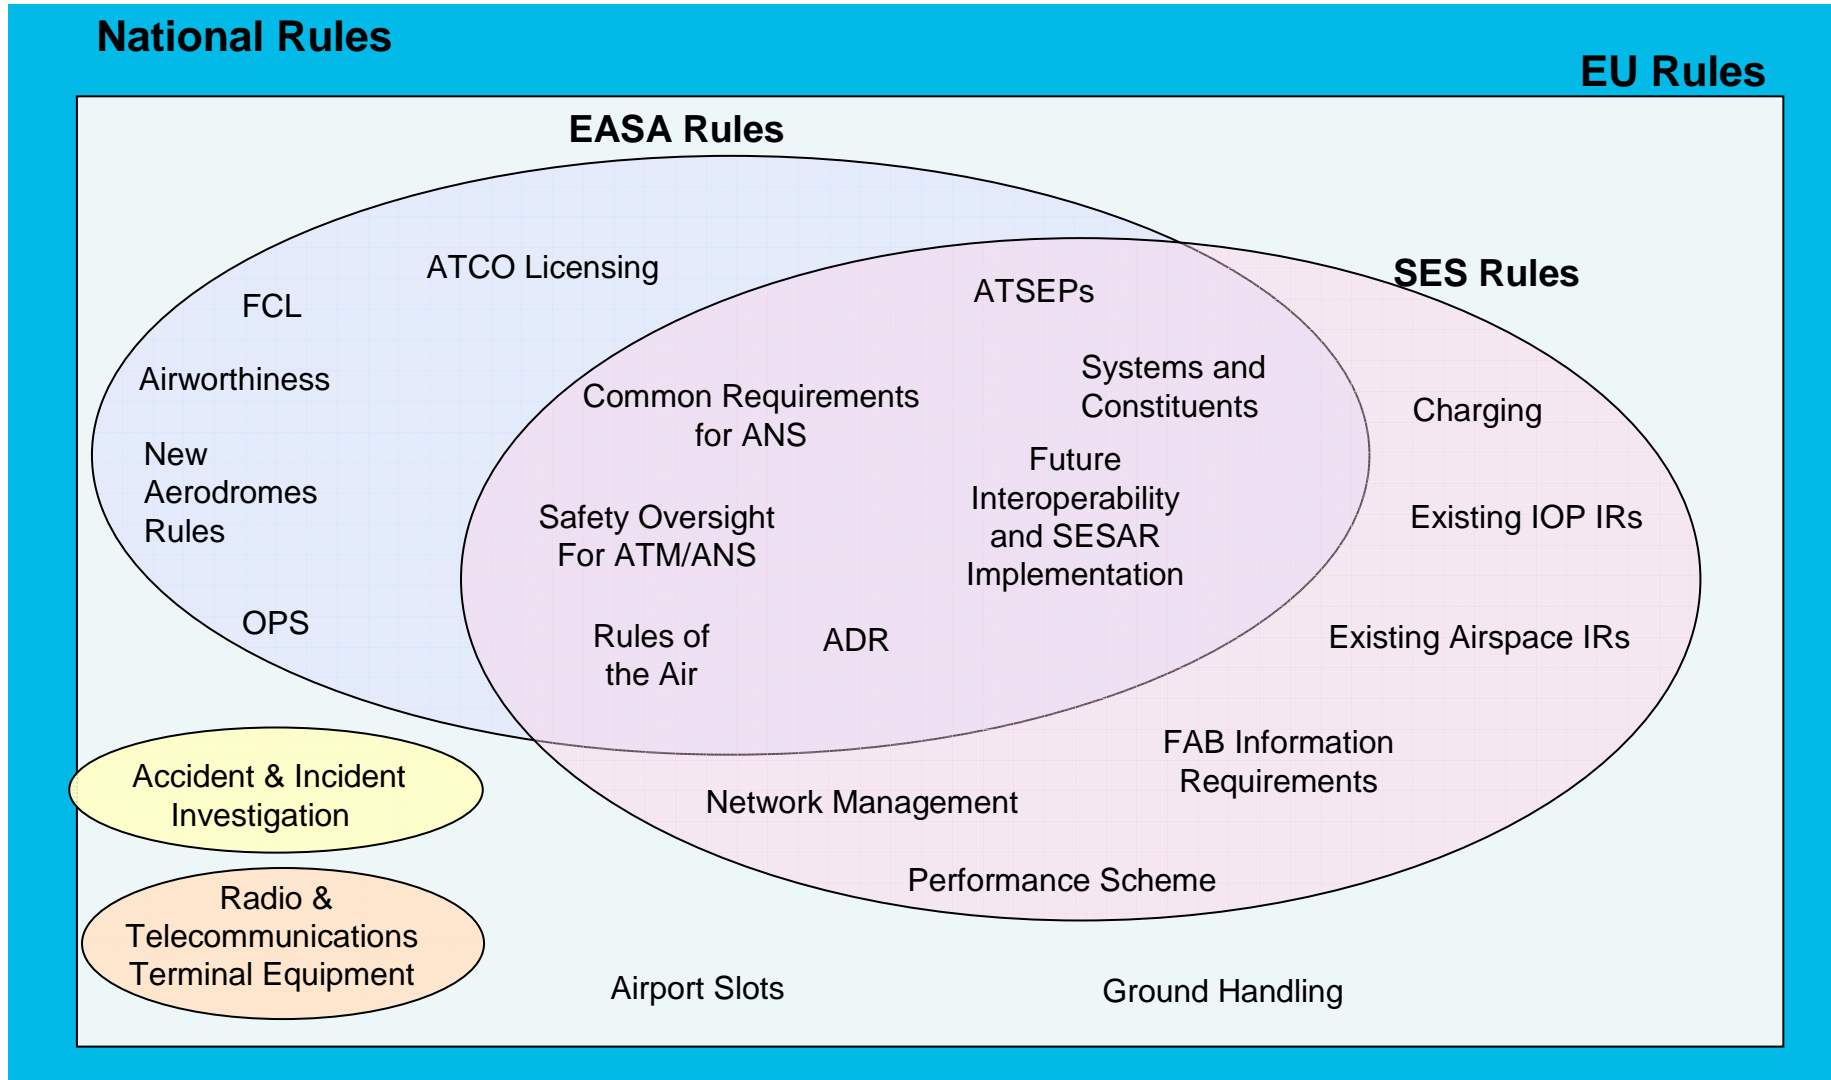 National Rules
EU Rules
EASA Rules
SES Rules
ATCO Licensing
FCL
Airworthiness
New
Aerodromes
Rules
OPS
ATSEPs
Systems and
Constituents
Common Requirements
for ANS
Future
Interoperability
and SESAR
Implementation
Safety Oversight
For ATM/ANS
Rules of
the Air
ADR
Charging
Existing IOP IRs
Existing Airspace IRs
FAB Information
Requirements
Network Management
Performance Scheme
Accident & Incident
Investigation
Radio &
Telecommunications
Terminal Equipment
Airport Slots
Ground Handling